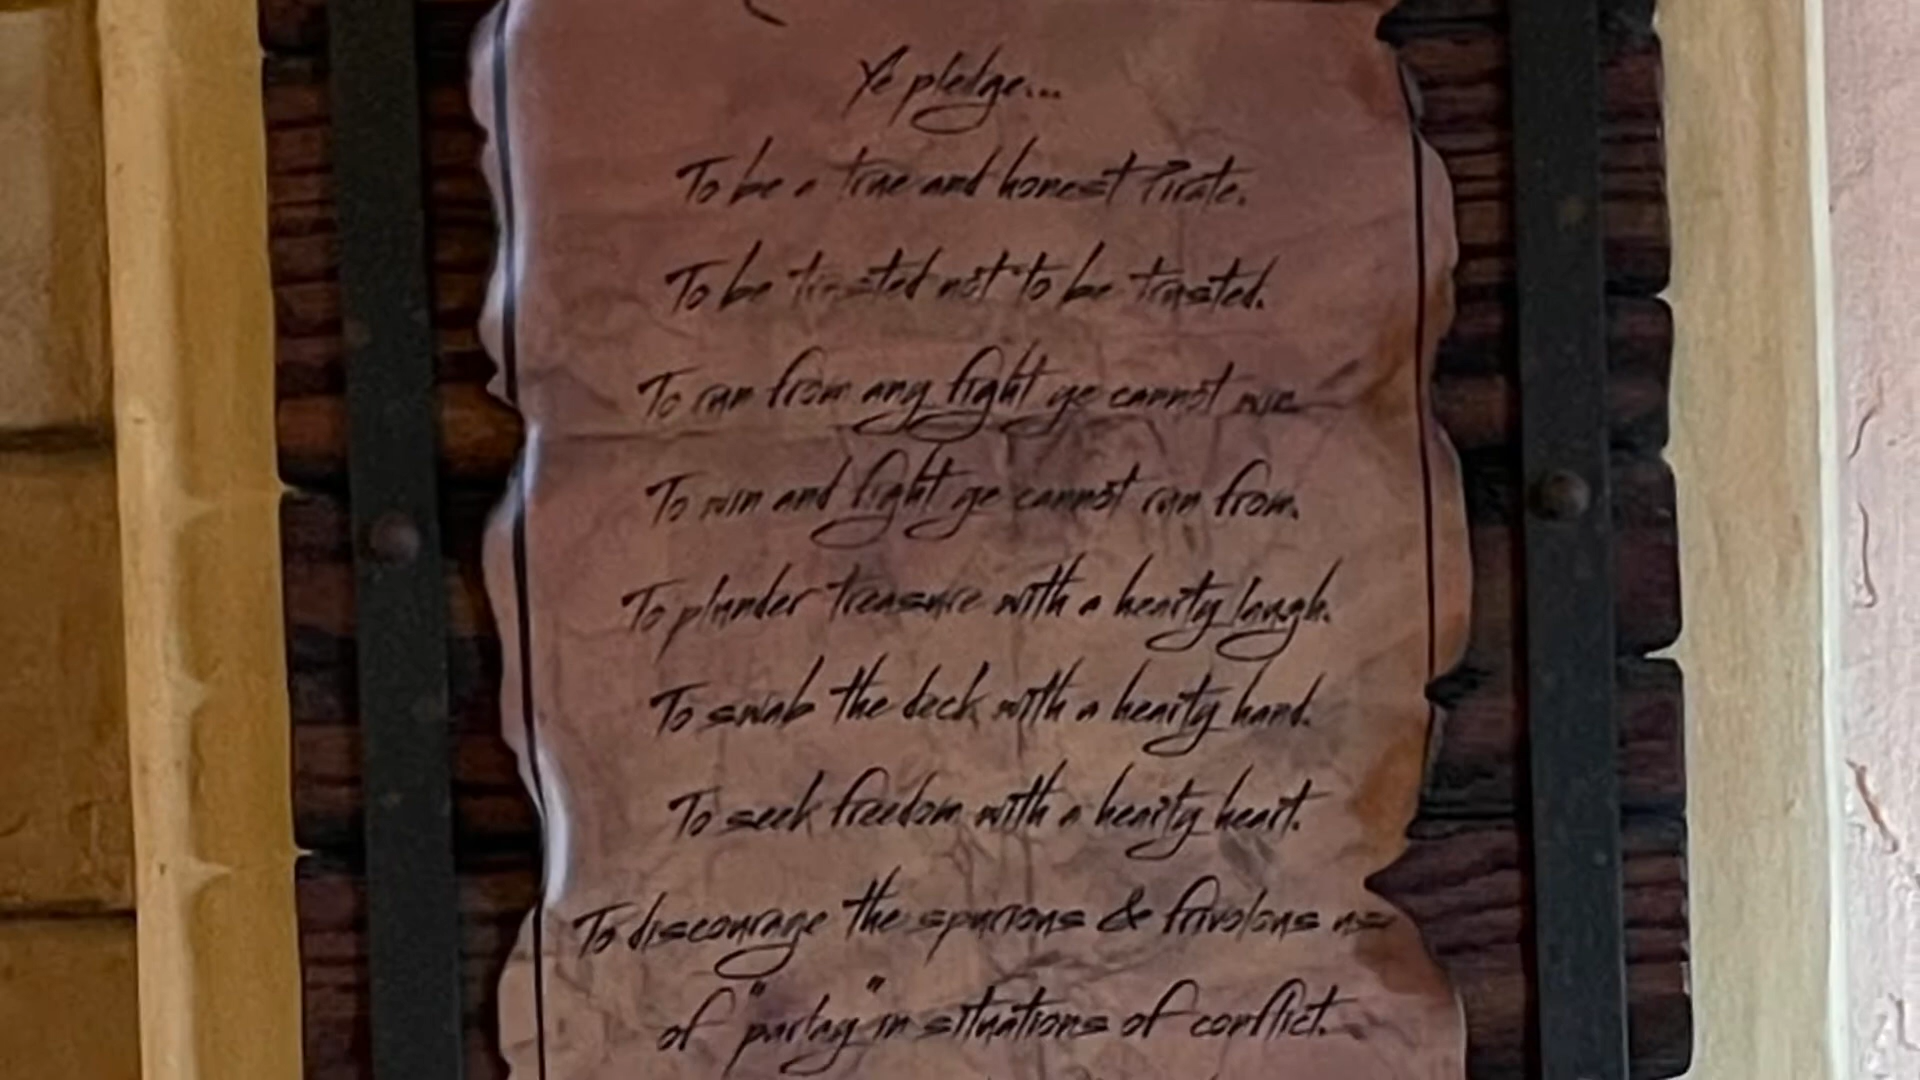 Ye pledge...
To be a true and honest Pirate.
To be trusted not to be trusted.
To run from any fight ye cannot win
To win and fight ye cannot run from.
To plunder treasure with a hearty laugh.
To swab the deck with a hearty hand.
To seek freedom with a hearty heart.
To discourage the spurious & frivolous
of "parlay" in situations of conflict.